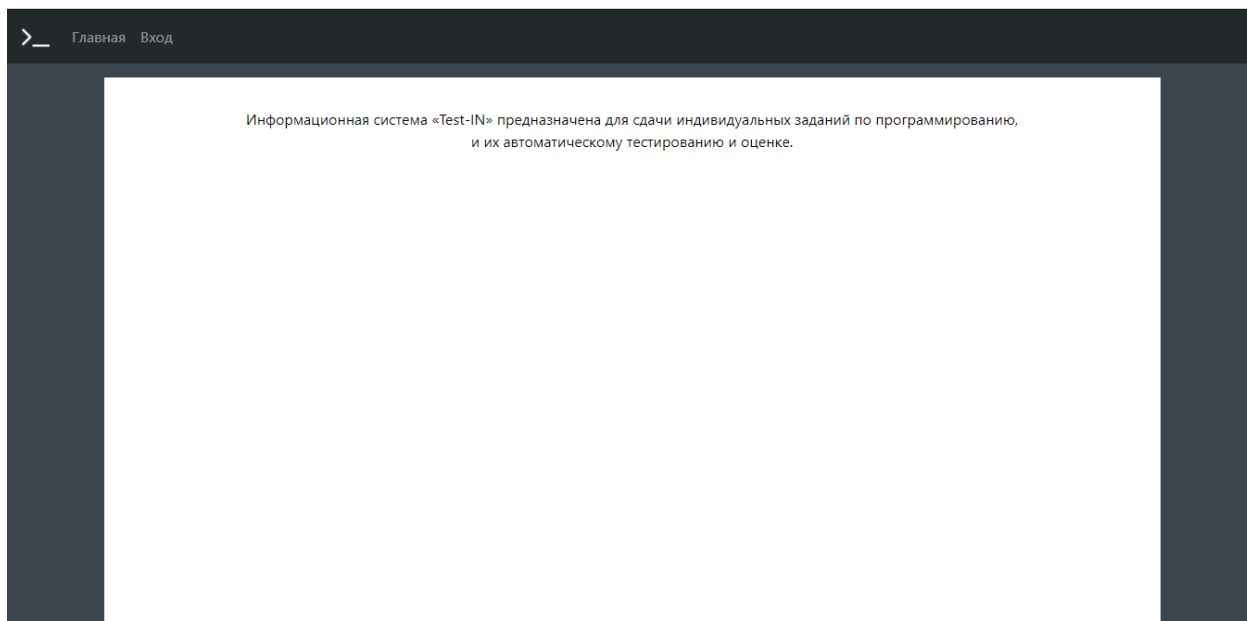 Главная Вход
Информационная система «Test-IN» предназначена для сдачи индивидуальных заданий по программированию,
и их автоматическому тестированию и оценке.